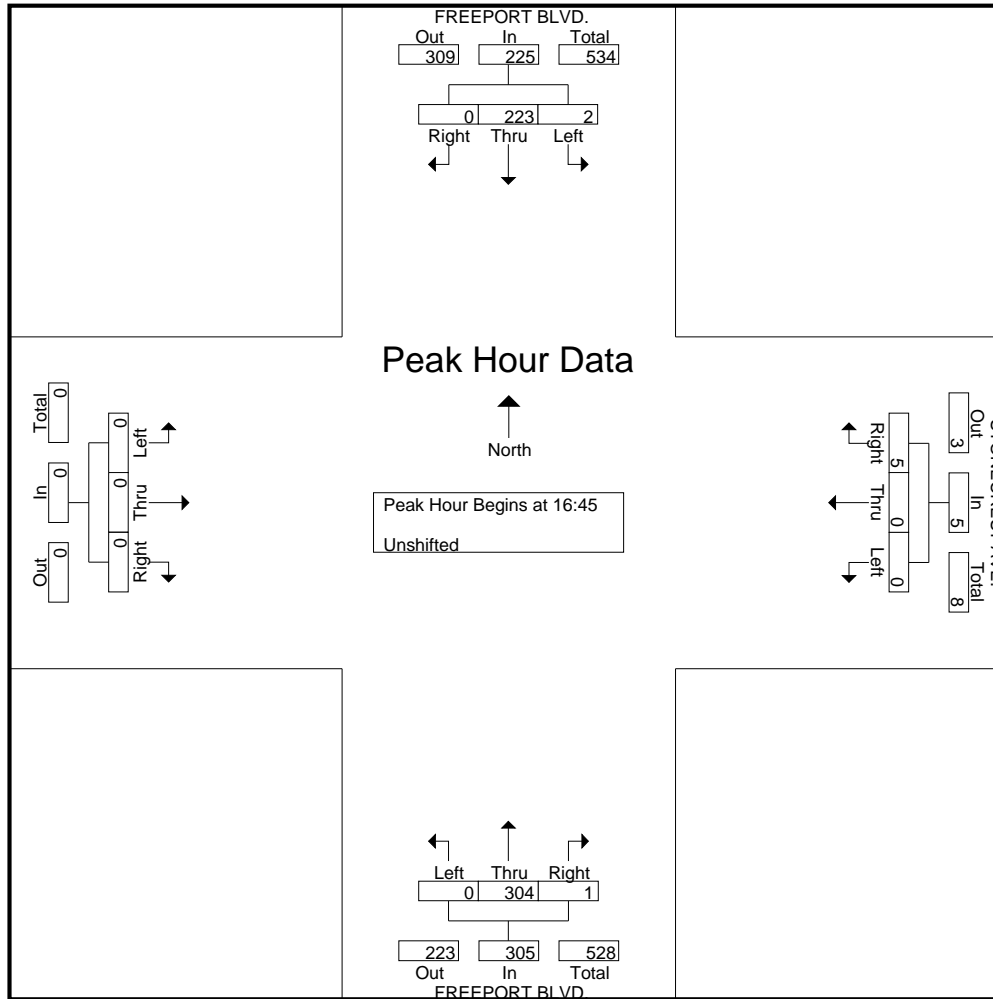 FREEPORT BLVD.
Out In Total
309 225 534
0 223 2
Right Thru Left
Peak Hour Data
North
Peak Hour Begins at 16:45
Unshifted
Total In Out
0 0 0
0 0 0
Left Thru Right
Right Thru Left
5 0 0
Out In Total
3 5 8
Left Thru Right
0 304 1
223 305 528
Out In Total
FREEPORT BLVD